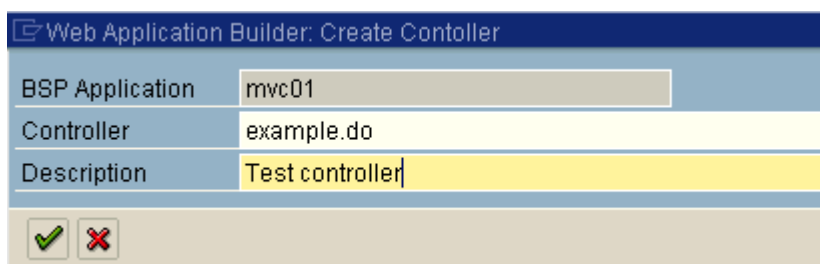 Web Application Builder: Create Contoller
BSP Application mvc01
Controller example.do
Description Test controller